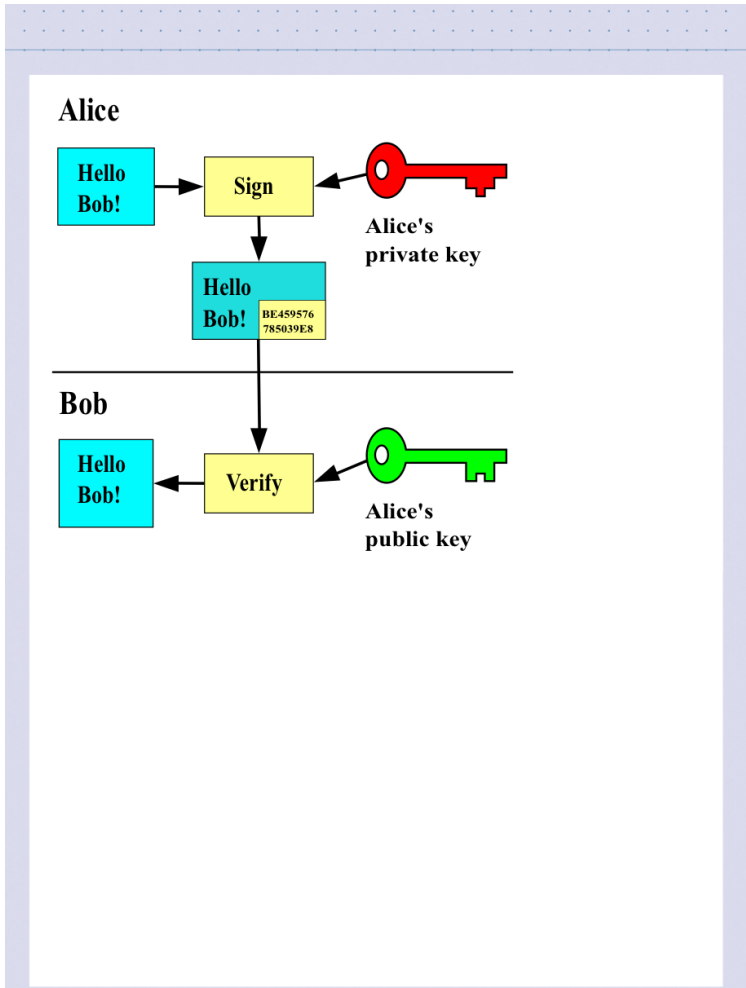 Alice
Hello
Bob!
Sign
Alice's
private key
Hello
Bob!
BE459576
785039E8
Bob
Hello
Bob!
Verify
Alice's
public key